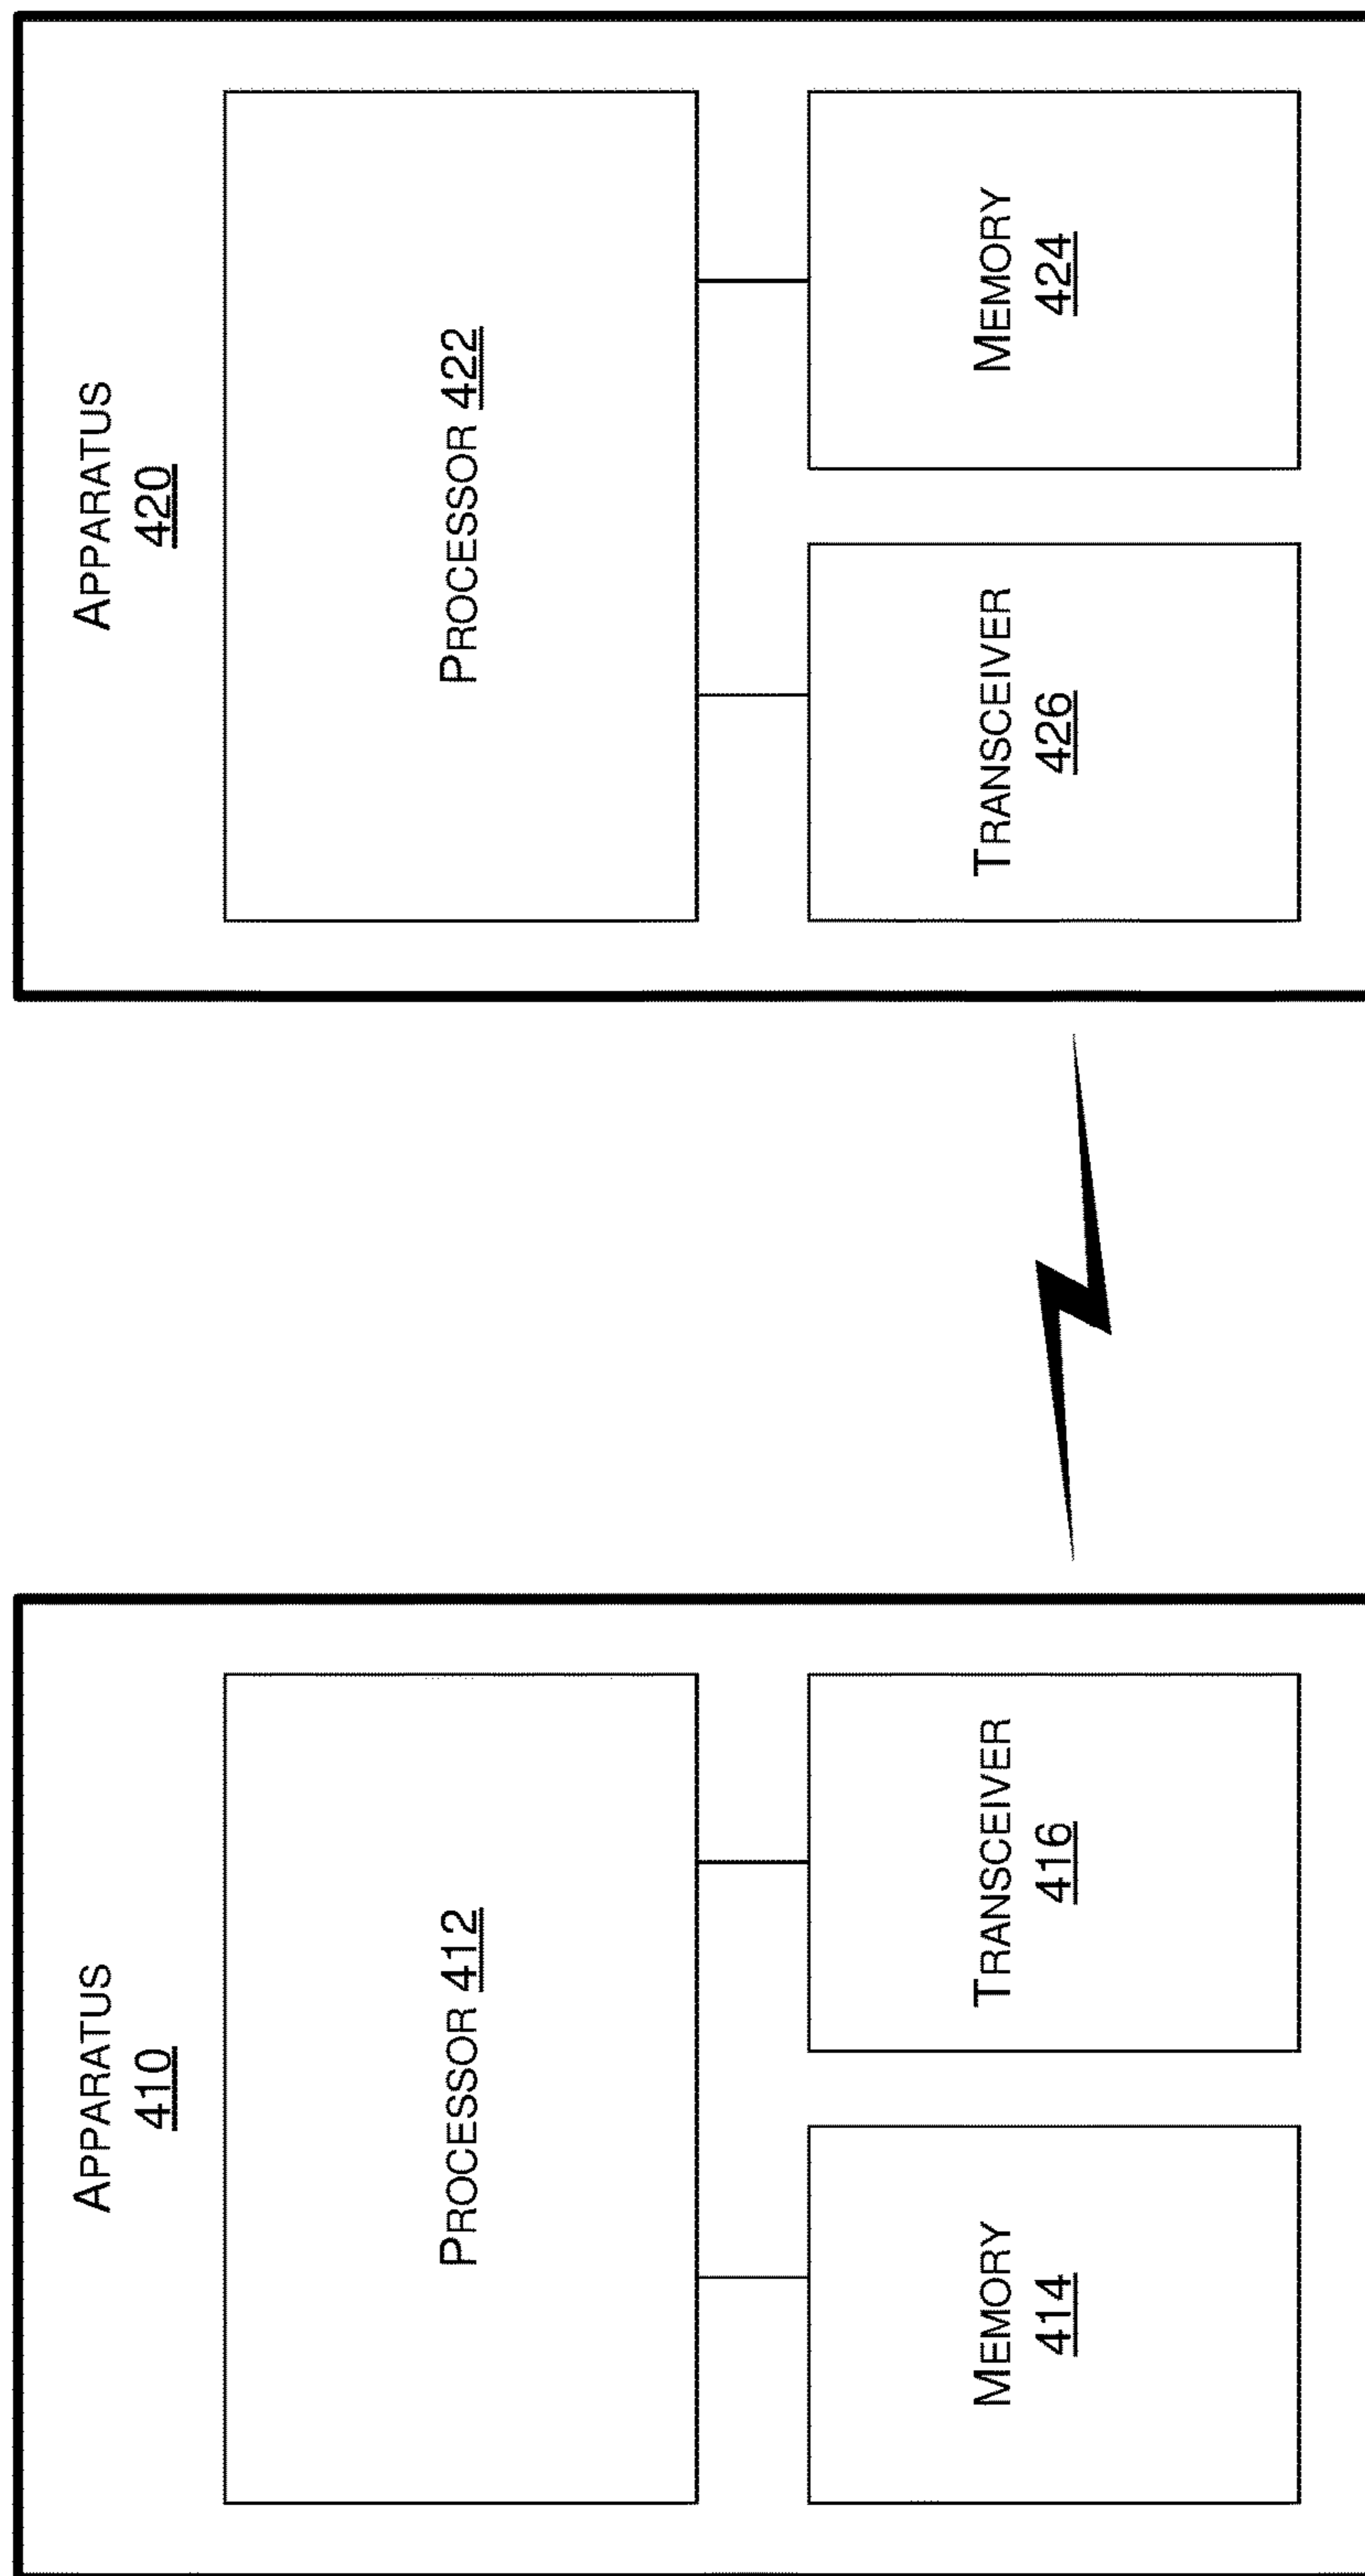 APPARATUS
410
PROCESSOR 412
MEMORY
414
TRANSCEIVER
416
APPARATUS
420
PROCESSOR 422
TRANSCEIVER
426
MEMORY
424